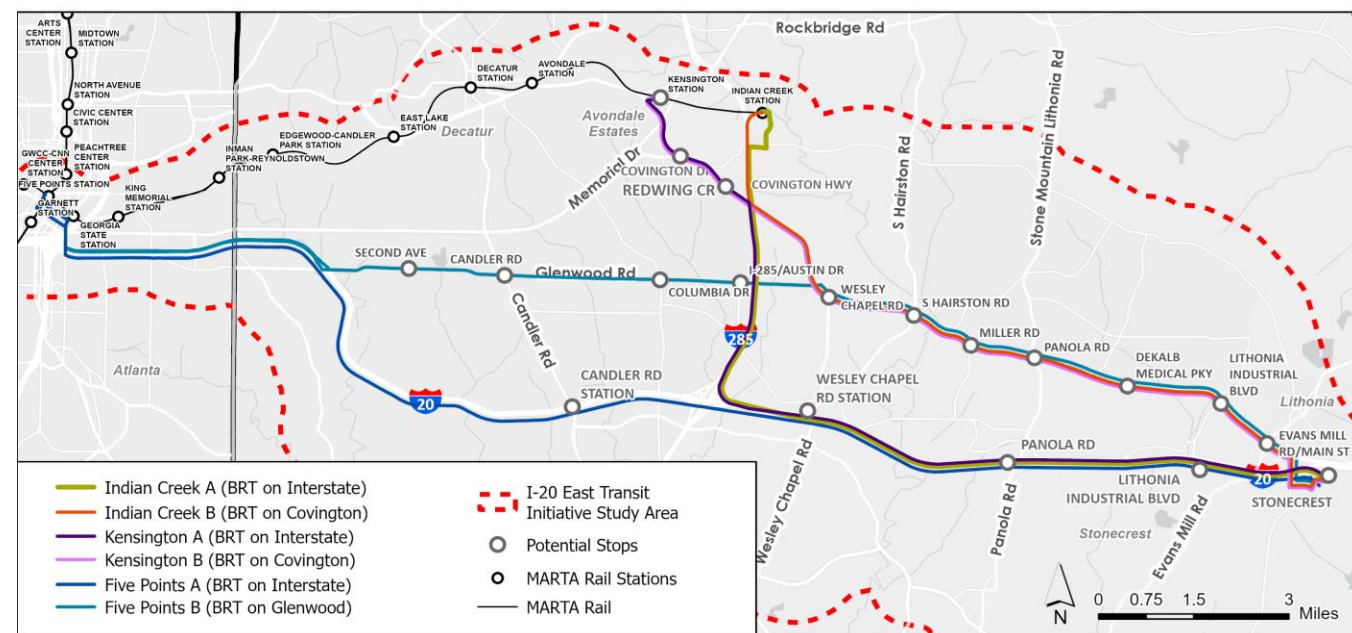 ARTS
CENTER
STATION
MIDTOWN
STATION
NORTH AVENUE
STATION
CIVIC CENTER
STATION
PEACHTREE
CENTER
STATION
GWCC-CNN
CENTER
STATION
FIVE POINTS STATION
GARNETT
STATION
GEORGIA
STATE
STATION
KING
MEMORIAL
STATION
INMAN
PARK-REYNOLDSTOWN
STATION
EDGEWOOD-CANDLER
PARK STATION
EAST LAKE
STATION
Decatur
DECATUR
STATION
AVONDALE
STATION
KENSINGTON
STATION
INDIAN CREEK
STATION
Rockbridge Rd
Avondale
Estates
Memorial Dr
COVINGTON D
REDWING CR
COVINGTON HWY
S Hairston Rd
Stone Mountain Lithonia Rd
SECOND AVE
CANDLER RD
Glenwood Rd
COLUMBIA DR
I-285/AUSTIN DR
WESLEY
CHAPEL RD
S HAIRSTON RD
MILLER RD
PANOLA RD
DEKALB
MEDICAL PKY
LITHONIA
INDUSTRIAL
BLVD
Lithonia
EVANS MILL
RD/MAIN ST
Atlanta
Candler Rd
285
20
CANDLER RD
STATION
WESLEY CHAPEL
RD STATION
Wesley Chapel Rd
PANOLA RD
Panola Rd
LITHONIA
INDUSTRIAL BLVD
20
STONECREST
Stonecrest
Evans Mill Rd
Indian Creek A (BRT on Interstate)
Indian Creek B (BRT on Covington)
Kensington A (BRT on Interstate)
Kensington B (BRT on Covington)
Five Points A (BRT on Interstate)
Five Points B (BRT on Glenwood)
I-20 East Transit
Initiative Study Area
Potential Stops
MARTA Rail Stations
MARTA Rail
N
0 0.75 1.5 3
Miles